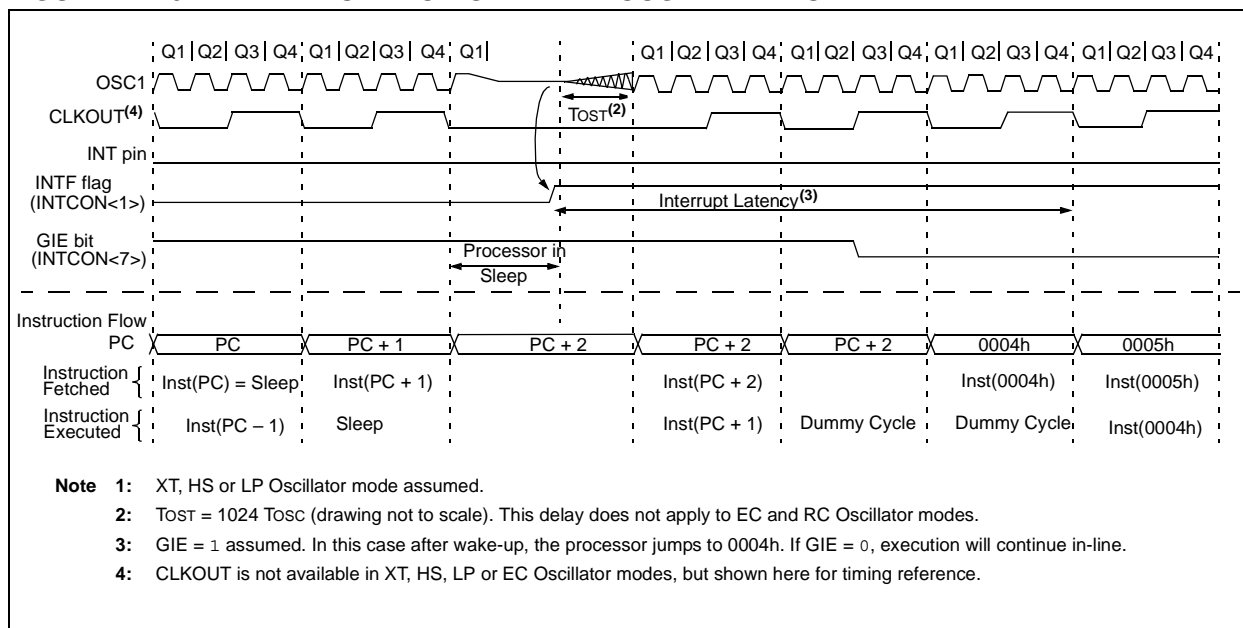 Q1 Q2 Q3 Q4 Q1 Q2 Q3 Q4 Q1 Q1 Q2 Q3 Q4 Q1 Q2 Q3 Q4 Q1 Q2 Q3 Q4 Q1 Q2 Q3 Q4
OSC1
CLKOUT(4)
TOST(2)
INT pin
INTF flag
(INTCON<1>)
Interrupt Latency(3)
GIE bit
(INTCON<7>)
Processor in
Sleep
Instruction Flow
PC PC PC + 1 PC + 2 PC + 2 PC + 2 0004h 0005h
Instruction
Fetched
Inst(PC) = Sleep Inst(PC + 1) Inst(PC + 2) Inst(0004h) Inst(0005h)
Instruction
Executed
Inst(PC – 1) Sleep Inst(PC + 1) Dummy Cycle Dummy Cycle Inst(0004h)
Note 1: XT, HS or LP Oscillator mode assumed.
2: TOST = 1024 TOSC (drawing not to scale). This delay does not apply to EC and RC Oscillator modes.
3: GIE = 1 assumed. In this case after wake-up, the processor jumps to 0004h. If GIE = 0, execution will continue in-line.
4: CLKOUT is not available in XT, HS, LP or EC Oscillator modes, but shown here for timing reference.